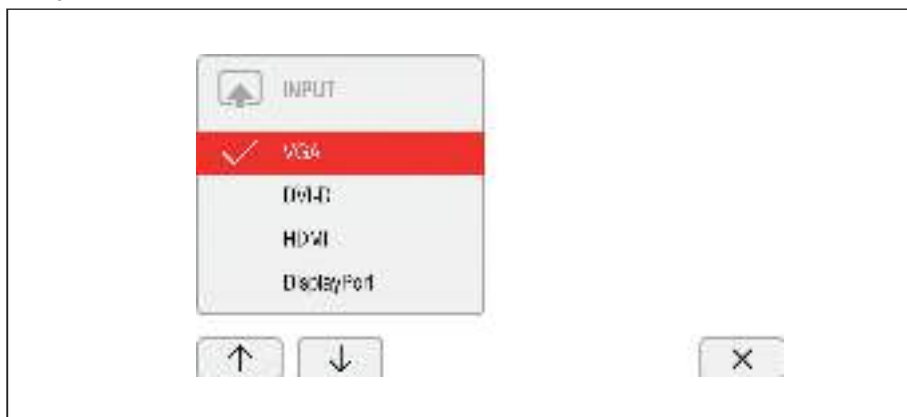 INPUT
VGA
DVI-D
HDMI
DisplayPort